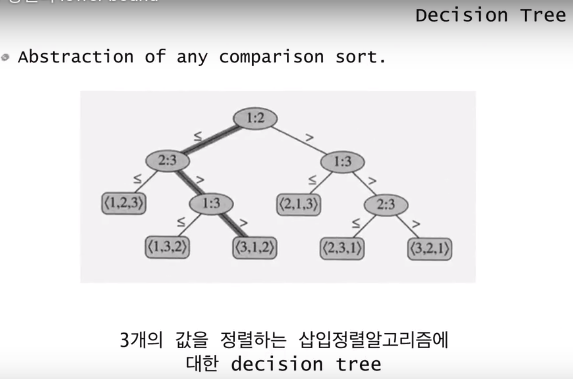 Decision Tree
Abstraction of any comparison sort.
1:2
≤ >
2:3 1:3
≤ > ≤ >
⟨1,2,3⟩ 1:3 ⟨2,1,3⟩ 2:3
≤ > ≤ >
⟨1,3,2⟩ ⟨3,1,2⟩ ⟨2,3,1⟩ ⟨3,2,1⟩
3개의 값을 정렬하는 삽입정렬알고리즘에
대한 decision tree